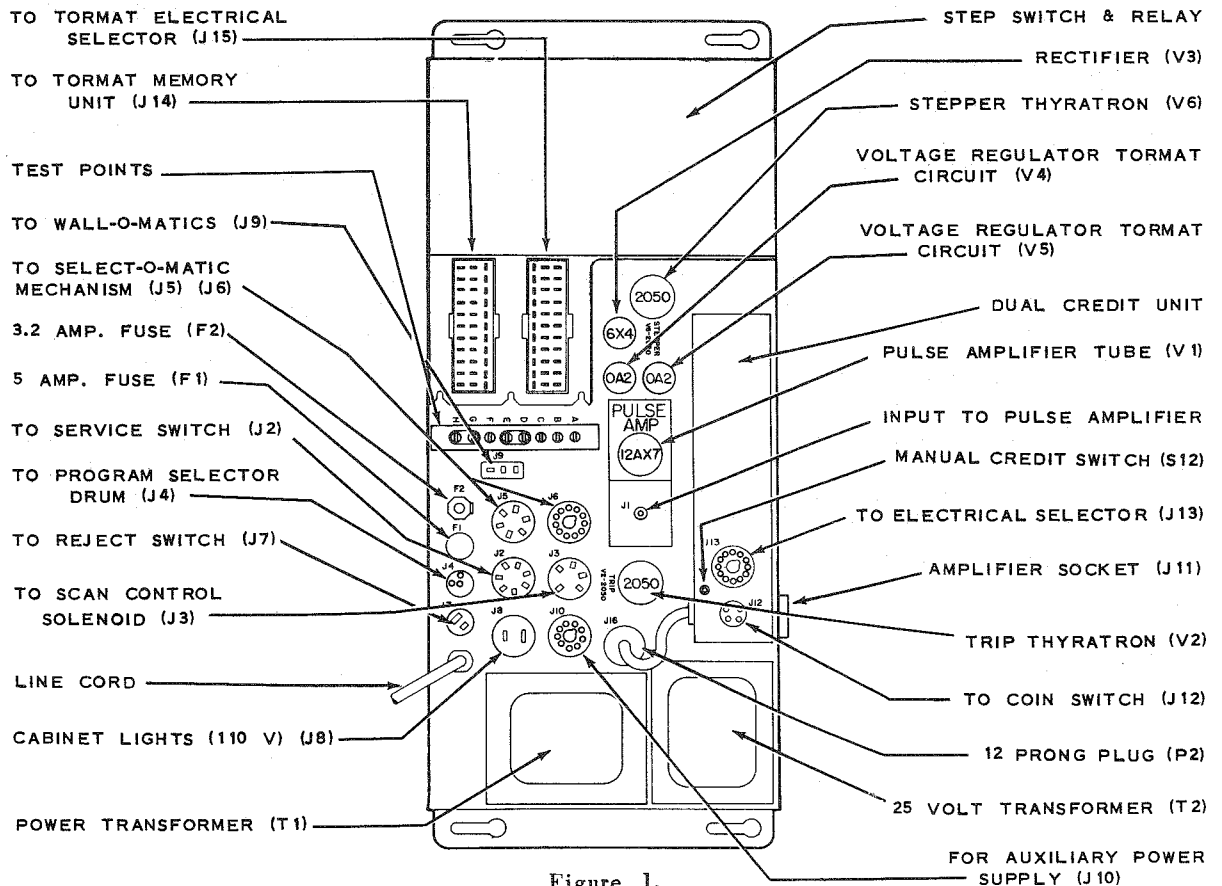 TO TORMAT ELECTRICAL
SELECTOR (J15)
TO TORMAT MEMORY
UNIT (J14)
TEST POINTS
TO WALL-O-MATICS (J9)
TO SELECT-O-MATIC
MECHANISM (J5) (J6)
3.2 AMP. FUSE (F2)
5 AMP. FUSE (F1)
TO SERVICE SWITCH (J2)
TO PROGRAM SELECTOR
DRUM (J4)
TO REJECT SWITCH (J7)
TO SCAN CONTROL
SOLENOID (J3)
LINE CORD
CABINET LIGHTS (110 V) (J8)
POWER TRANSFORMER (T1)
STEP SWITCH & RELAY
RECTIFIER (V3)
STEPPER THYRATRON (V6)
VOLTAGE REGULATOR TORMAT
CIRCUIT (V4)
VOLTAGE REGULATOR TORMAT
CIRCUIT (V5)
DUAL CREDIT UNIT
PULSE AMPLIFIER TUBE (V1)
INPUT TO PULSE AMPLIFIER
MANUAL CREDIT SWITCH (S12)
TO ELECTRICAL SELECTOR (J13)
AMPLIFIER SOCKET (J11)
TRIP THYRATRON (V2)
TO COIN SWITCH (J12)
12 PRONG PLUG (P2)
25 VOLT TRANSFORMER (T2)
FOR AUXILIARY POWER
SUPPLY (J10)
2050
6X4
STEPPER
OA2
OA2
PULSE
AMP
12AX7
H G F E D C B A
J9
F2
J5
J6
J1
F1
J13
J2
J3
J4
TRIP
V2-2050
2050
J12
J8
J10
J16
Figure 1.